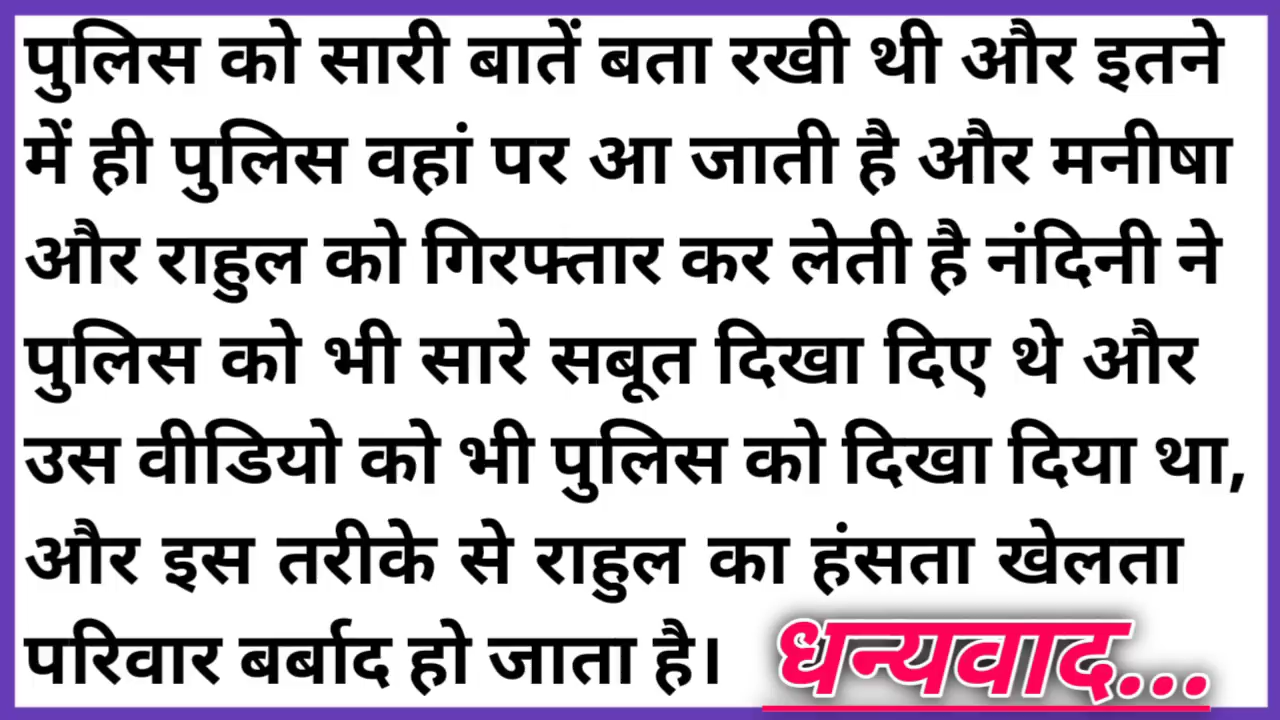 पुलिस को सारी बातें बता रखी थी और इतने
में ही पुलिस वहां पर आ जाती है और मनीषा
और राहुल को गिरफ्तार कर लेती है नंदिनी ने
पुलिस को भी सारे सबूत दिखा दिए थे और
उस वीडियो को भी पुलिस को दिखा दिया था,
और इस तरीके से राहुल का हंसता खेलता
परिवार बर्बाद हो जाता है। धन्यवाद...